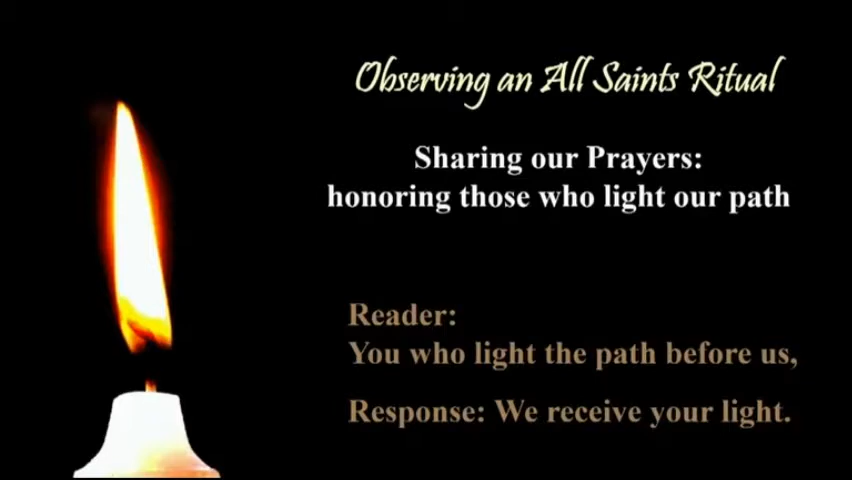 Observing an All Saints Ritual
Sharing our Prayers:
honoring those who light our path
Reader:
You who light the path before us,
Response: We receive your light.